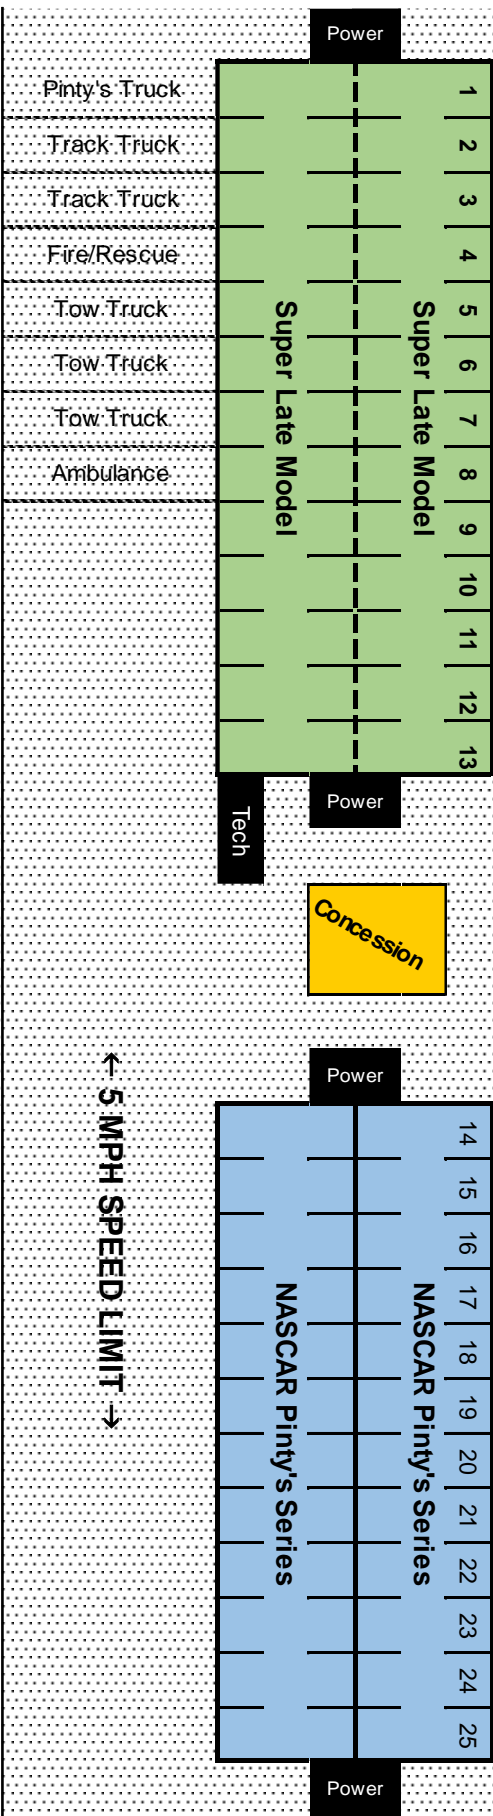 Power
Pinty's Truck
Track Truck
Track Truck
Fire/Rescue
Tow Truck
Tow Truck
Tow Truck
Ambulance
Super Late Model
Super Late Model
1
2
3
4
5
6
7
8
9
10
11
12
13
Tech
Power
Concession
Power
← 5 MPH SPEED LIMIT →
NASCAR Pinty's Series
NASCAR Pinty's Series
14
15
16
17
18
19
20
21
22
23
24
25
Power